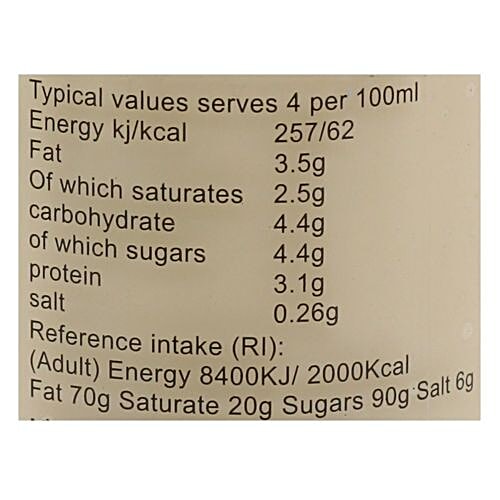 Typical values serves 4 per 100ml
Energy kj/kcal 257/62
Fat 3.5g
Of which saturates 2.5g
carbohydrate 4.4g
of which sugars 4.4g
protein 3.1g
salt 0.26g
Reference intake (RI):
(Adult) Energy 8400KJ/ 2000Kcal
Fat 70g Saturate 20g Sugars 90g Salt 6g